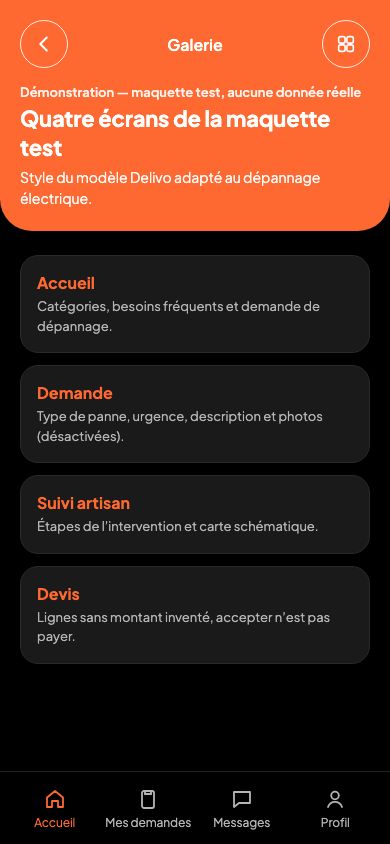 Galerie
Démonstration — maquette test, aucune donnée réelle
Quatre écrans de la maquette
test
Style du modèle Delivo adapté au dépannage
électrique.
Accueil
Catégories, besoins fréquents et demande de
dépannage.
Demande
Type de panne, urgence, description et photos
(désactivées).
Suivi artisan
Étapes de l'intervention et carte schématique.
Devis
Lignes sans montant inventé, accepter n'est pas
payer.
Accueil
Mes demandes
Messages
Profil